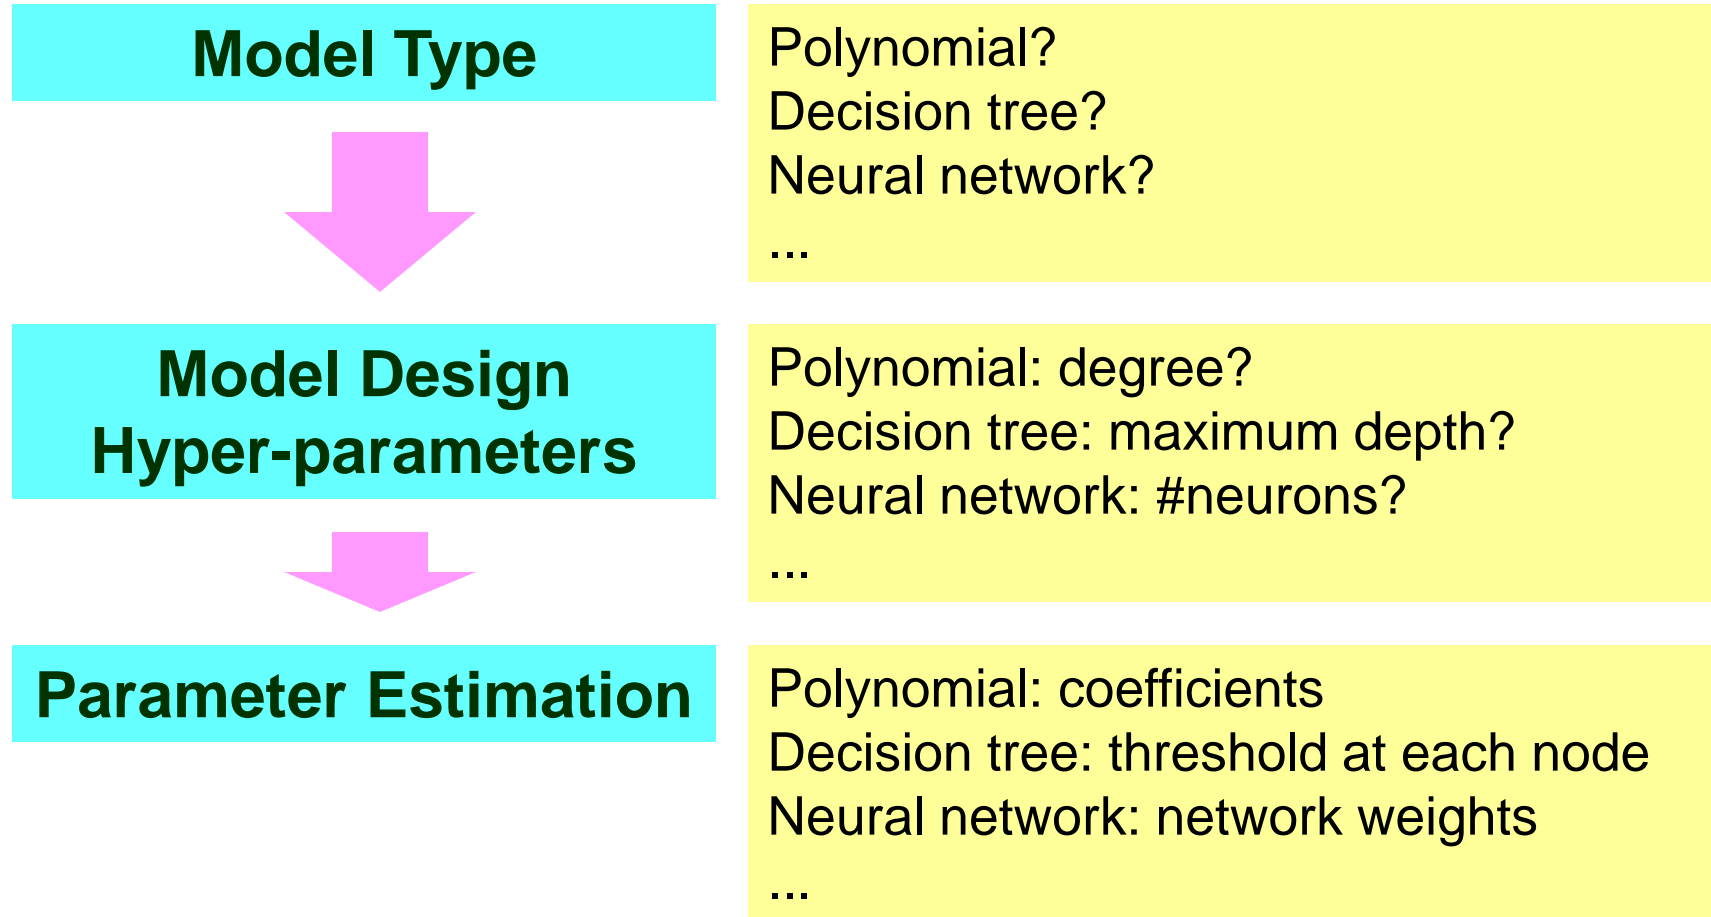 Model Type
Polynomial?
Decision tree?
Neural network?
...
Model Design
Hyper-parameters
Polynomial: degree?
Decision tree: maximum depth?
Neural network: #neurons?
...
Parameter Estimation
Polynomial: coefficients
Decision tree: threshold at each node
Neural network: network weights
...